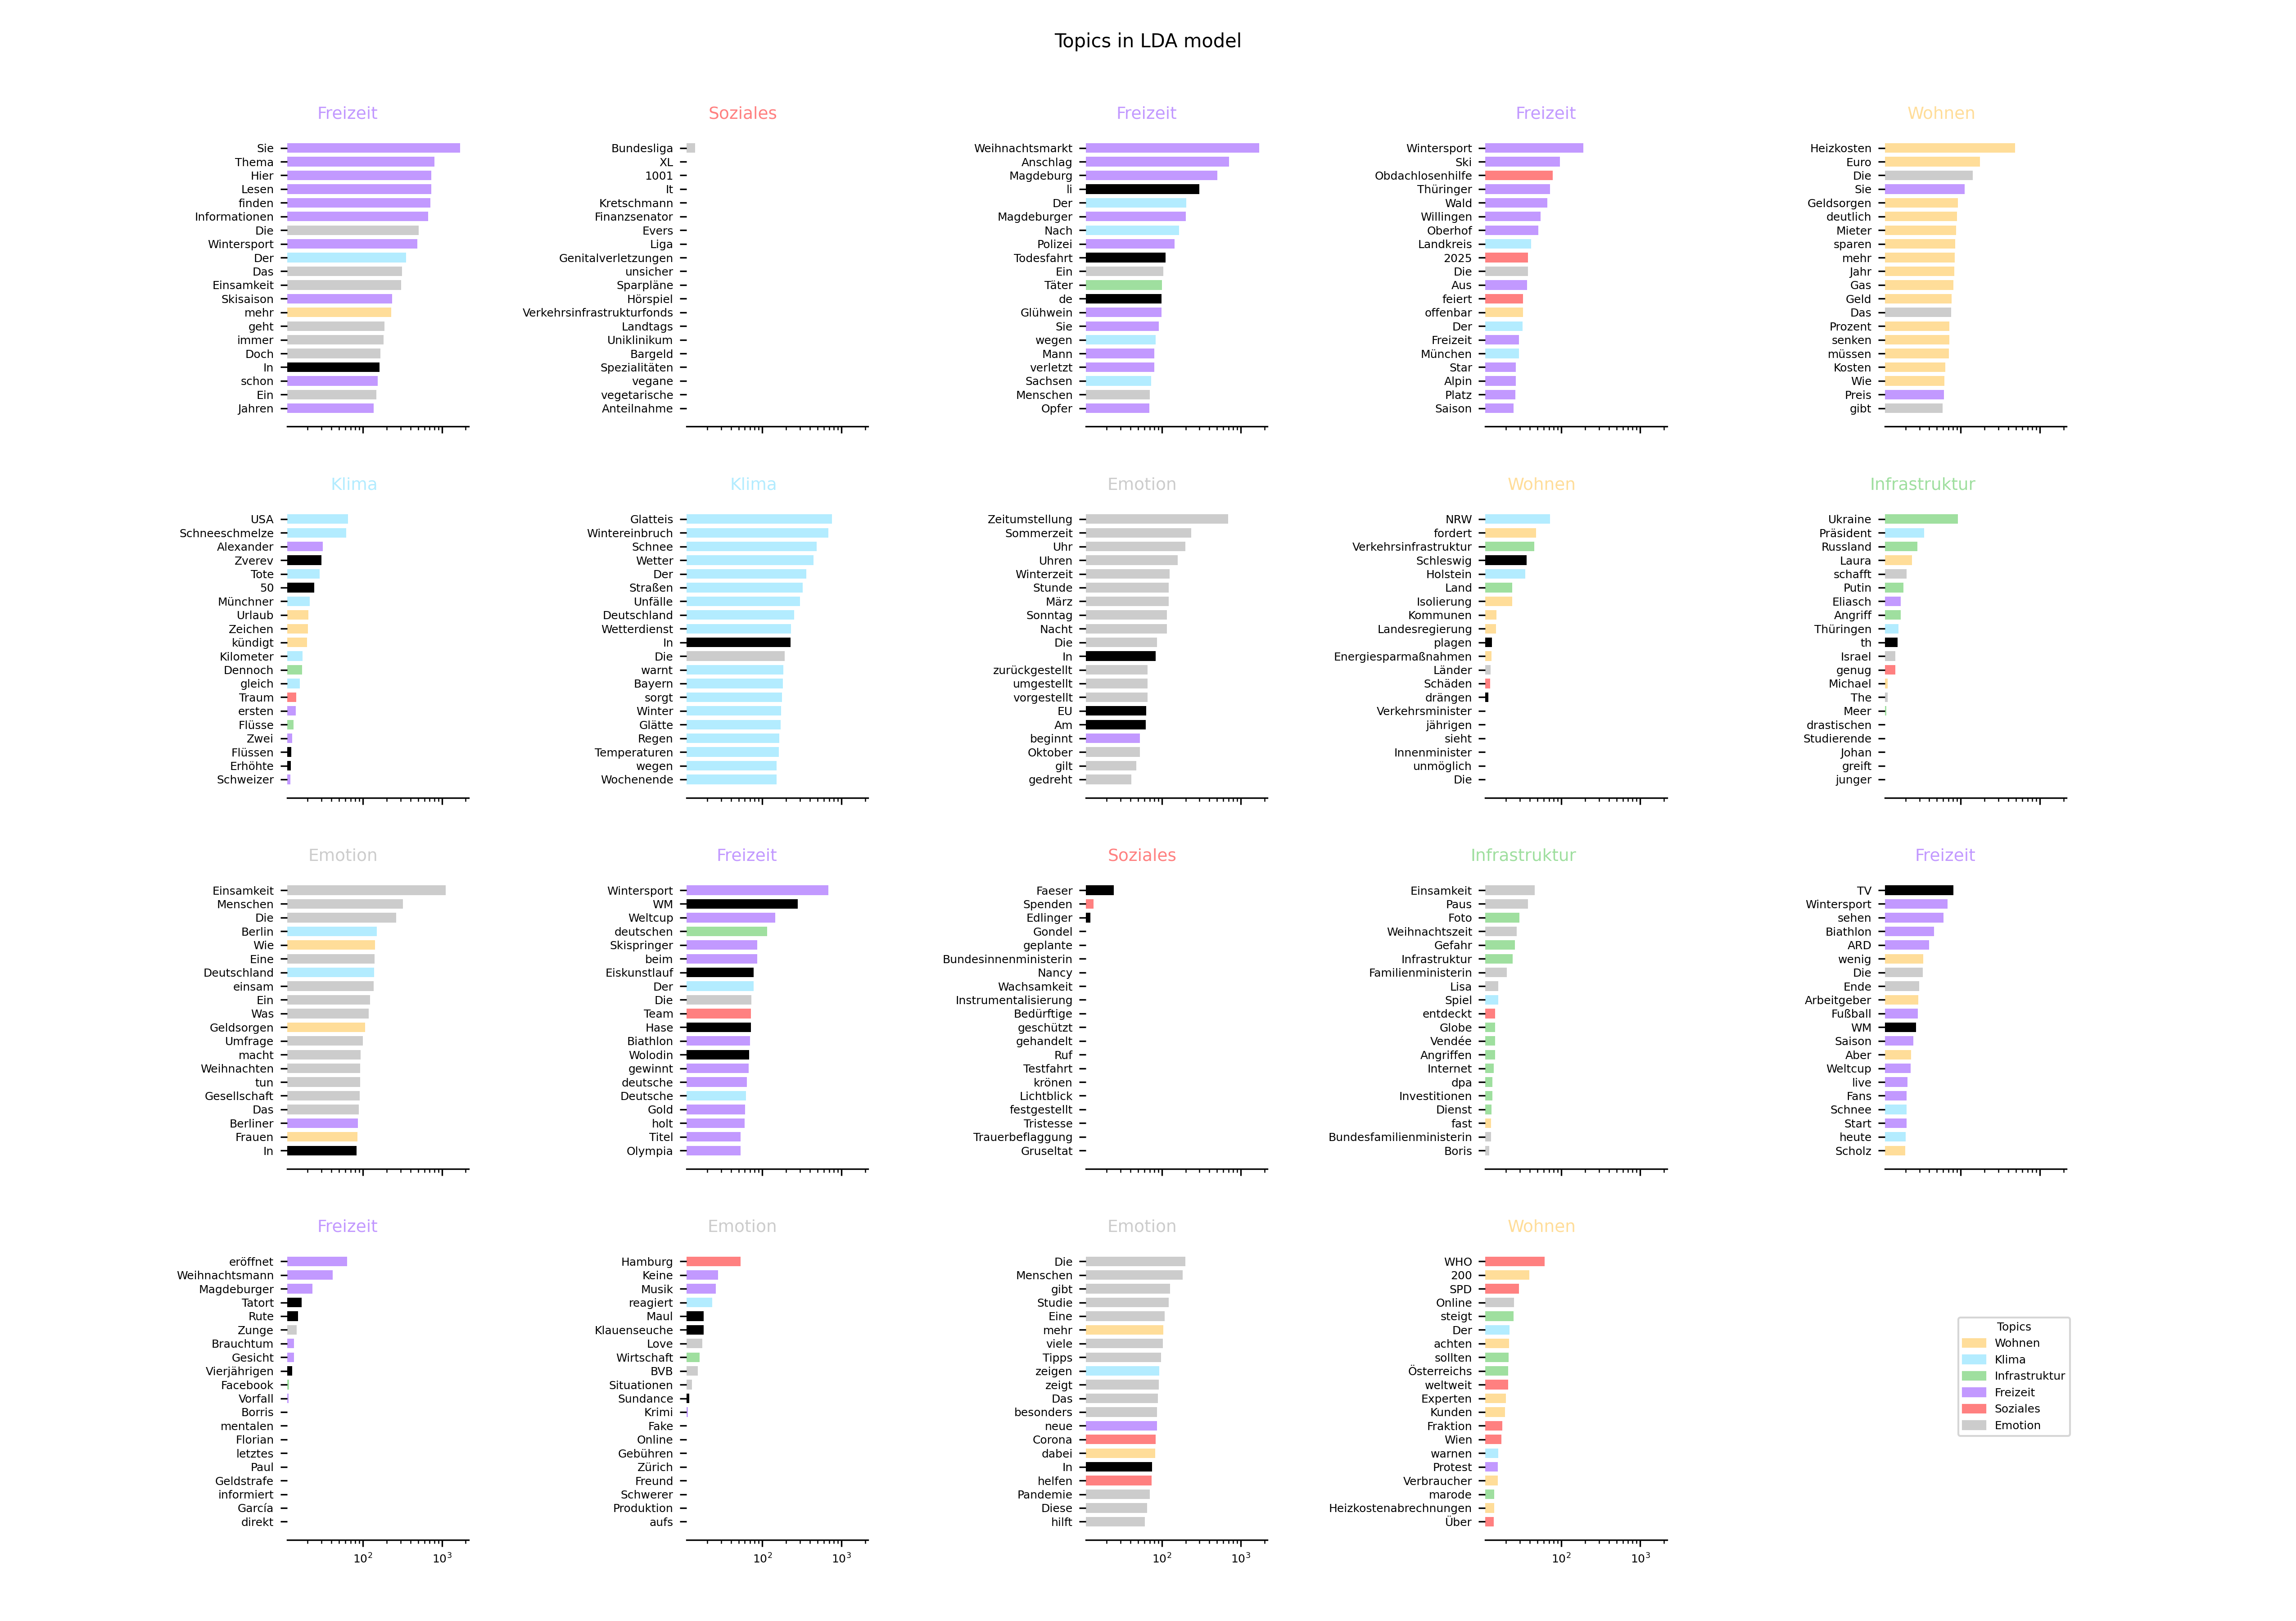 Topics in LDA model
Freizeit
Sie
Thema
Hier
Lesen
finden
Informationen
Die
Wintersport
Der
Das
Einsamkeit
Skisaison
mehr
geht
immer
Doch
In
schon
Ein
Jahren
Soziales
Bundesliga
XL
1001
It
Kretschmann
Finanzsenator
Evers
Liga
Genitalverletzungen
unsicher
Sparpläne
Hörspiel
Verkehrsinfrastrukturfonds
Landtags
Uniklinikum
Bargeld
Spezialitäten
vegane
vegetarische
Anteilnahme
Freizeit
Weihnachtsmarkt
Anschlag
Magdeburg
li
Der
Magdeburger
Nach
Polizei
Todesfahrt
Ein
Täter
de
Glühwein
Sie
wegen
Mann
verletzt
Sachsen
Menschen
Opfer
Freizeit
Wintersport
Ski
Obdachlosenhilfe
Thüringer
Wald
Willingen
Oberhof
Landkreis
2025
Die
Aus
feiert
offenbar
Der
Freizeit
München
Star
Alpin
Platz
Saison
Wohnen
Heizkosten
Euro
Die
Sie
Geldsorgen
deutlich
Mieter
sparen
mehr
Jahr
Gas
Geld
Das
Prozent
senken
müssen
Kosten
Wie
Preis
gibt
Klima
USA
Schneeschmelze
Alexander
Zverev
Tote
50
Münchner
Urlaub
Zeichen
kündigt
Kilometer
Dennoch
gleich
Traum
ersten
Flüsse
Zwei
Flüssen
Erhöhte
Schweizer
Klima
Glatteis
Wintereinbruch
Schnee
Wetter
Der
Straßen
Unfälle
Deutschland
Wetterdienst
In
Die
warnt
Bayern
sorgt
Winter
Glätte
Regen
Temperaturen
wegen
Wochenende
Emotion
Zeitumstellung
Sommerzeit
Uhr
Uhren
Winterzeit
Stunde
März
Sonntag
Nacht
Die
In
zurückgestellt
umgestellt
vorgestellt
EU
Am
beginnt
Oktober
gilt
gedreht
Wohnen
NRW
fordert
Verkehrsinfrastruktur
Schleswig
Holstein
Land
Isolierung
Kommunen
Landesregierung
plagen
Energiesparmaßnahmen
Länder
Schäden
drängen
Verkehrsminister
jährigen
sieht
Innenminister
unmöglich
Die
Infrastruktur
Ukraine
Präsident
Russland
Laura
schafft
Putin
Eliasch
Angriff
Thüringen
th
Israel
genug
Michael
The
Meer
drastischen
Studierende
Johan
greift
junger
Emotion
Einsamkeit
Menschen
Die
Berlin
Wie
Eine
Deutschland
einsam
Ein
Was
Geldsorgen
Umfrage
macht
Weihnachten
tun
Gesellschaft
Das
Berliner
Frauen
In
Freizeit
Wintersport
WM
Weltcup
deutschen
Skispringer
beim
Eiskunstlauf
Der
Die
Team
Hase
Biathlon
Wolodin
gewinnt
deutsche
Deutsche
Gold
holt
Titel
Olympia
Soziales
Faeser
Spenden
Edlinger
Gondel
geplante
Bundesinnenministerin
Nancy
Wachsamkeit
Instrumentalisierung
Bedürftige
geschützt
gehandelt
Ruf
Testfahrt
krönen
Lichtblick
festgestellt
Tristesse
Trauerbeflaggung
Gruseltat
Infrastruktur
Einsamkeit
Paus
Foto
Weihnachtszeit
Gefahr
Infrastruktur
Familienministerin
Lisa
Spiel
entdeckt
Globe
Vendée
Angriffen
Internet
dpa
Investitionen
Dienst
fast
Bundesfamilienministerin
Boris
Freizeit
TV
Wintersport
sehen
Biathlon
ARD
wenig
Die
Ende
Arbeitgeber
Fußball
WM
Saison
Aber
Weltcup
live
Fans
Schnee
Start
heute
Scholz
Freizeit
eröffnet
Weihnachtsmann
Magdeburger
Tatort
Rute
Zunge
Brauchtum
Gesicht
Vierjährigen
Facebook
Vorfall
Borris
mentalen
Florian
letztes
Paul
Geldstrafe
informiert
García
direkt
10² 10³
Emotion
Hamburg
Keine
Musik
reagiert
Maul
Klauenseuche
Love
Wirtschaft
BVB
Situationen
Sundance
Krimi
Fake
Online
Gebühren
Zürich
Freund
Schwerer
Produktion
aufs
10² 10³
Emotion
Die
Menschen
gibt
Studie
Eine
mehr
viele
Tipps
zeigen
zeigt
Das
besonders
neue
Corona
dabei
In
helfen
Pandemie
Diese
hilft
10² 10³
Wohnen
WHO
200
SPD
Online
steigt
Der
achten
sollten
Österreichs
weltweit
Experten
Kunden
Fraktion
Wien
warnen
Protest
Verbraucher
marode
Heizkostenabrechnungen
Über
10² 10³
Topics
Wohnen
Klima
Infrastruktur
Freizeit
Soziales
Emotion